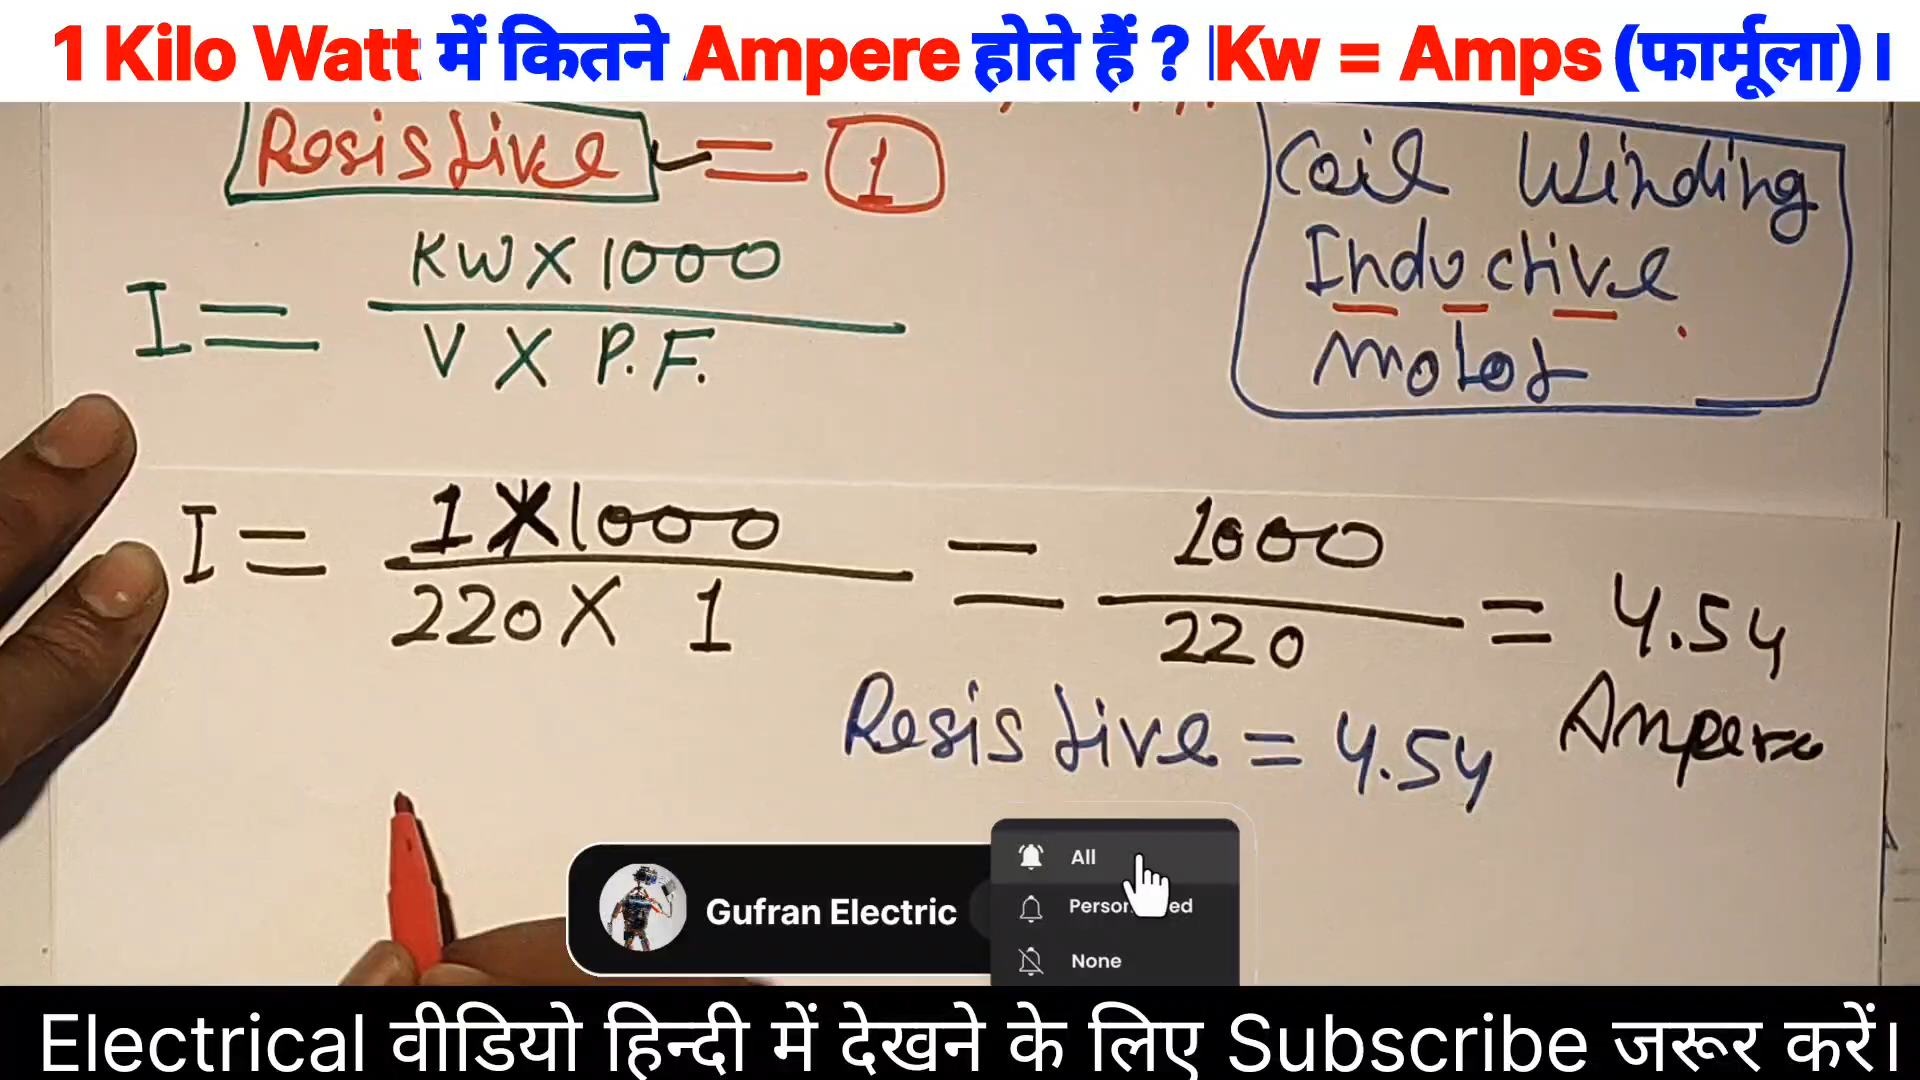 1 Kilo Watt में कितने Ampere होते हैं ? Kw = Amps (फार्मूला)।
Resistive = 1
I = KW X 1000
V X P.F.
Coil Winding
Inductive
Motor
I = 1 X 1000 = 1000 = 4.54
220 X 1 220
Ampere
Resistive = 4.54
Gufran Electric
All
None
Electrical वीडियो हिन्दी में देखने के लिए Subscribe जरूर करें।